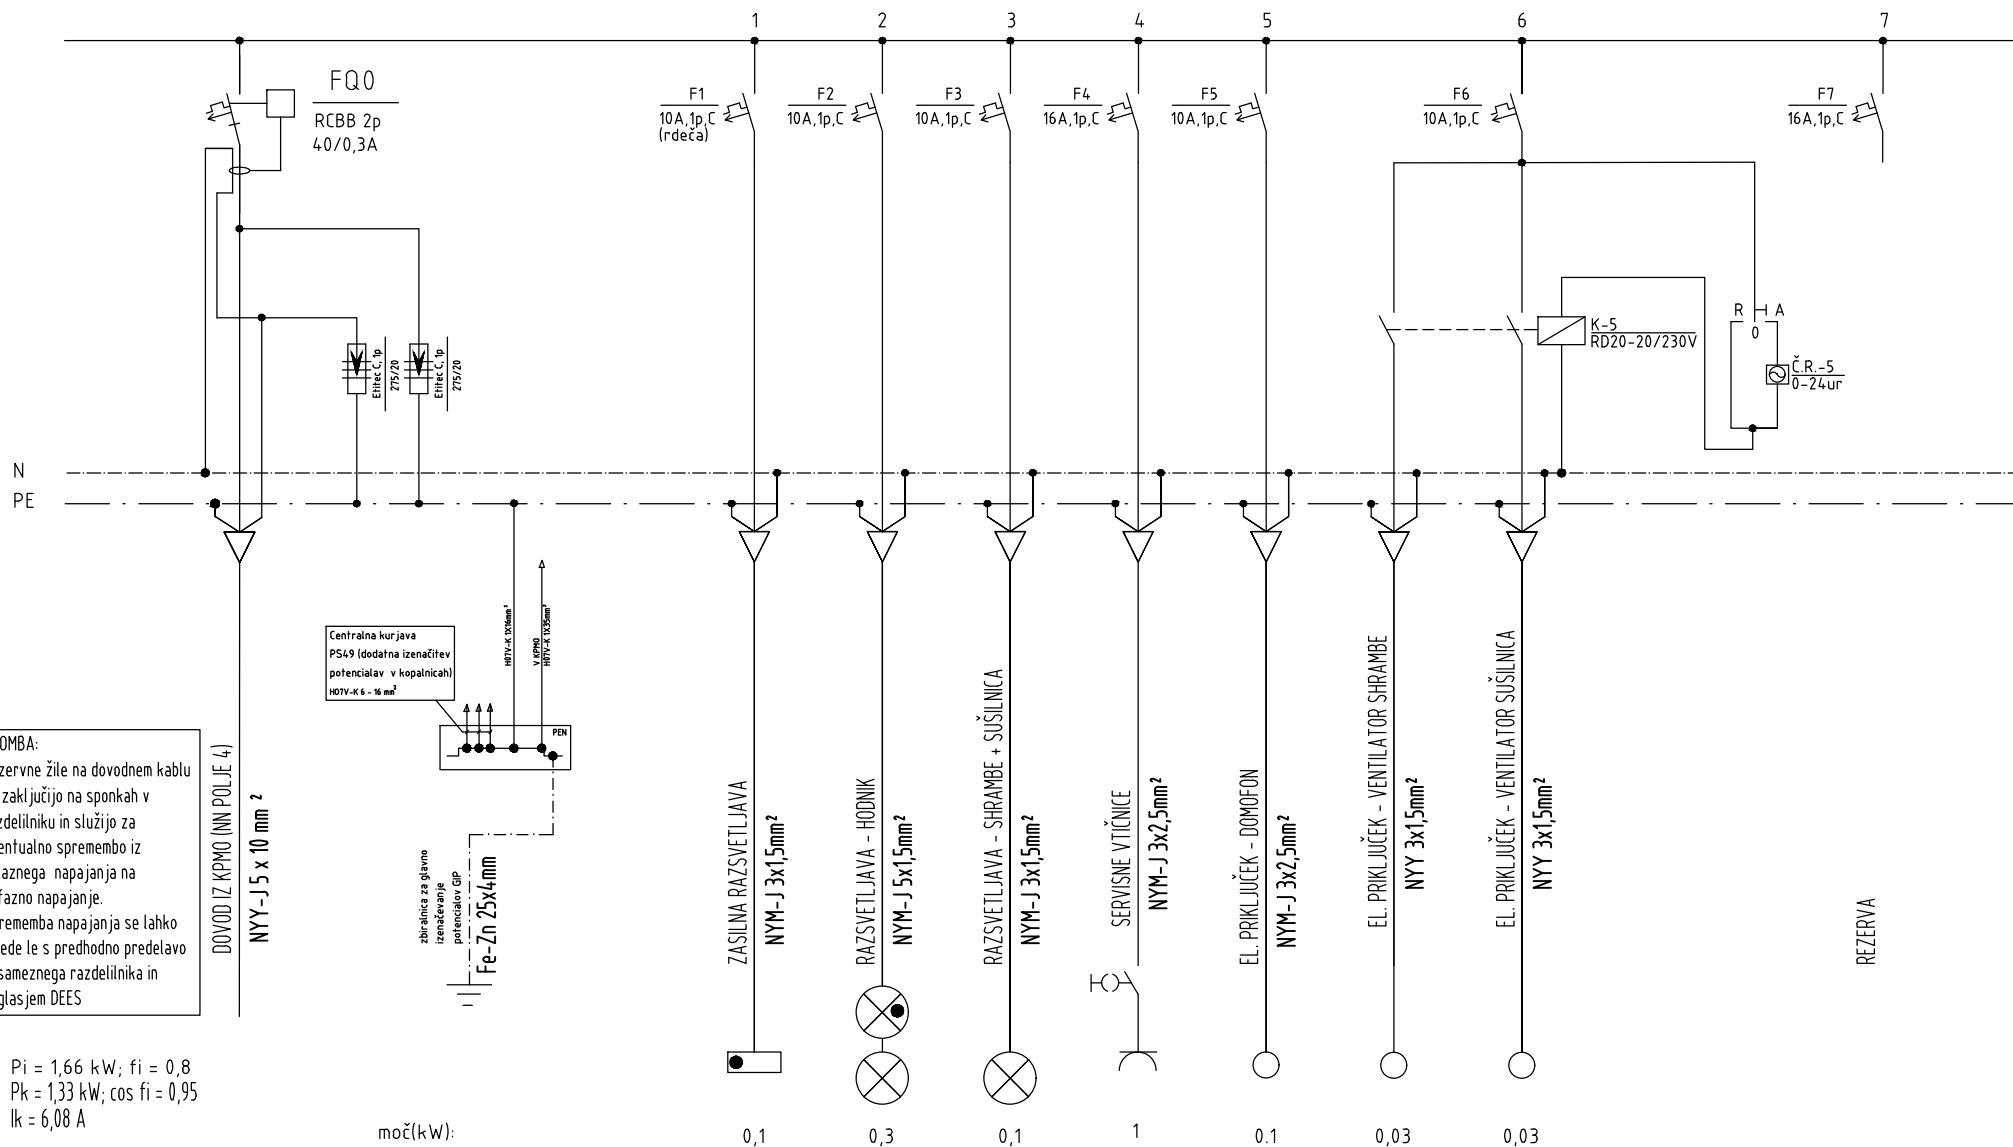 1 2 3 4 5 6 7
FQ0
RCBB 2p
40/0,3A
F1
10A,1p,C
(rdeča)
F2
10A,1p,C
F3
10A,1p,C
F4
16A,1p,C
F5
10A,1p,C
F6
10A,1p,C
F7
16A,1p,C
Etitec C, 1p
275/20
Etitec C, 1p
275/20
K-5
RD20-20/230V
R A
0
Č.R.-5
0-24ur
N
PE
Centralna kurjava
PS49 (dodatna izenačitev
potencialav v kopalnicah)
H07V-K 6 - 16 mm²
H07V-K 1X16mm²
V KPMO
H07V-K 1X35mm²
PEN
zbiralnica za glavno
izenačevanje
potencialov GIP
Fe-Zn 25x4mm
OMBA:
zervne žile na dovodnem kablu
zaključijo na sponkah v
zdelilniku in služijo za
entualno spremembo iz
aznega napajanja na
fazno napajanje.
rememba napajanja se lahko
ede le s predhodno predelavo
sameznega razdelilnika in
glasjem DEES
DOVOD IZ KPMO (NN POLJE 4)
NYY-J 5 x 10 mm ²
ZASILNA RAZSVETLJAVA
NYM-J 3x1,5mm²
RAZSVETLJAVA - HODNIK
NYM-J 5x1,5mm²
RAZSVETLJAVA - SHRAMBE + SUŠILNICA
NYM-J 3x1,5mm²
SERVISNE VTIČNICE
NYM-J 3x2,5mm²
EL. PRIKLJUČEK - DOMOFON
NYM-J 3x2,5mm²
EL. PRIKLJUČEK - VENTILATOR SHRAMBE
NYY 3x1,5mm²
EL. PRIKLJUČEK - VENTILATOR SUŠILNICA
NYY 3x1,5mm²
REZERVA
Pi = 1,66 kW; fi = 0,8
Pk = 1,33 kW; cos fi = 0,95
Ik = 6,08 A
moč(kW): 0,1 0,3 0,1 1 0.1 0,03 0,03